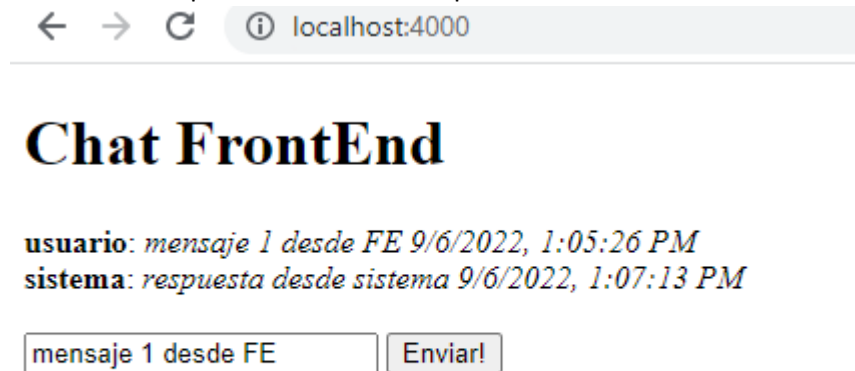 localhost:4000
Chat FrontEnd
usuario: mensaje 1 desde FE 9/6/2022, 1:05:26 PM
sistema: respuesta desde sistema 9/6/2022, 1:07:13 PM
mensaje 1 desde FE Enviar!